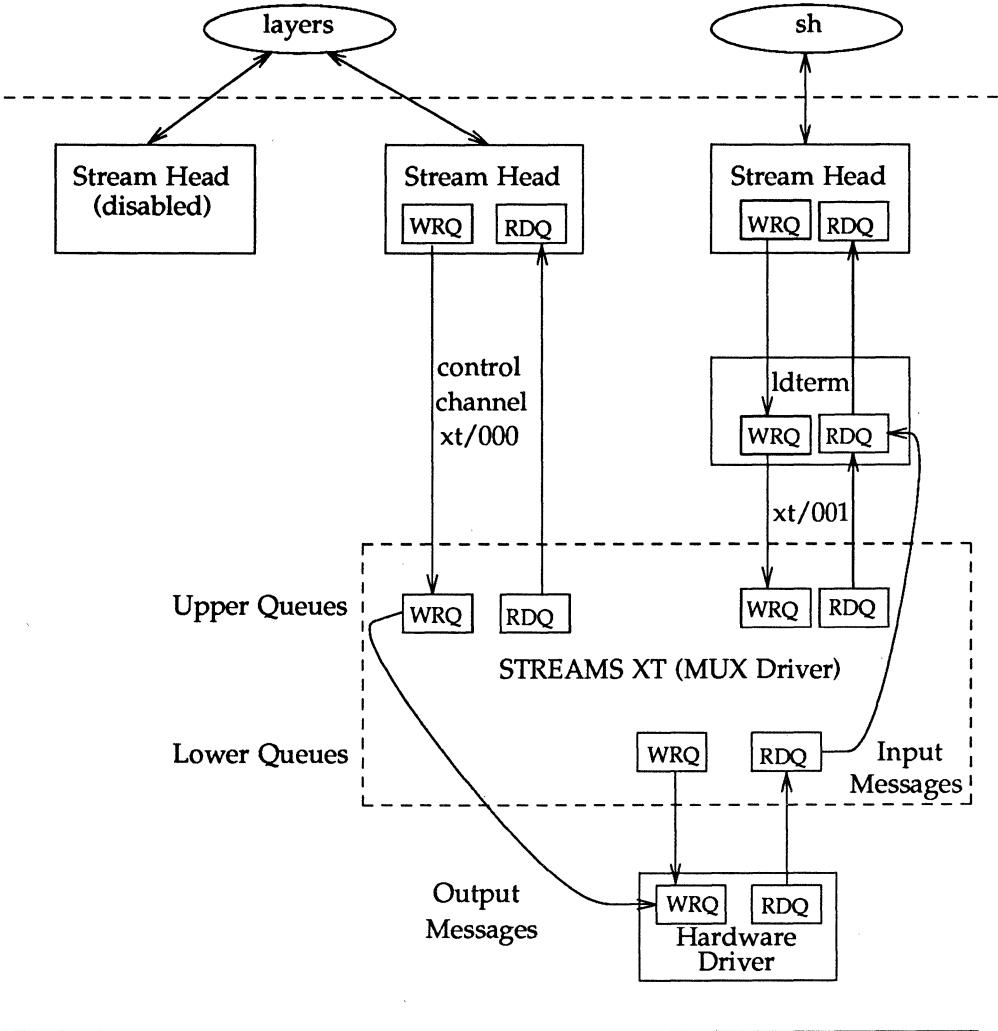 layers
sh
Stream Head
(disabled)
Stream Head
WRQ RDQ
Stream Head
WRQ RDQ
control
channel
xt/000
ldterm
WRQ RDQ
xt/001
Upper Queues
WRQ RDQ
WRQ RDQ
STREAMS XT (MUX Driver)
Lower Queues
WRQ RDQ
Input
Messages
Output
Messages
WRQ RDQ
Hardware
Driver